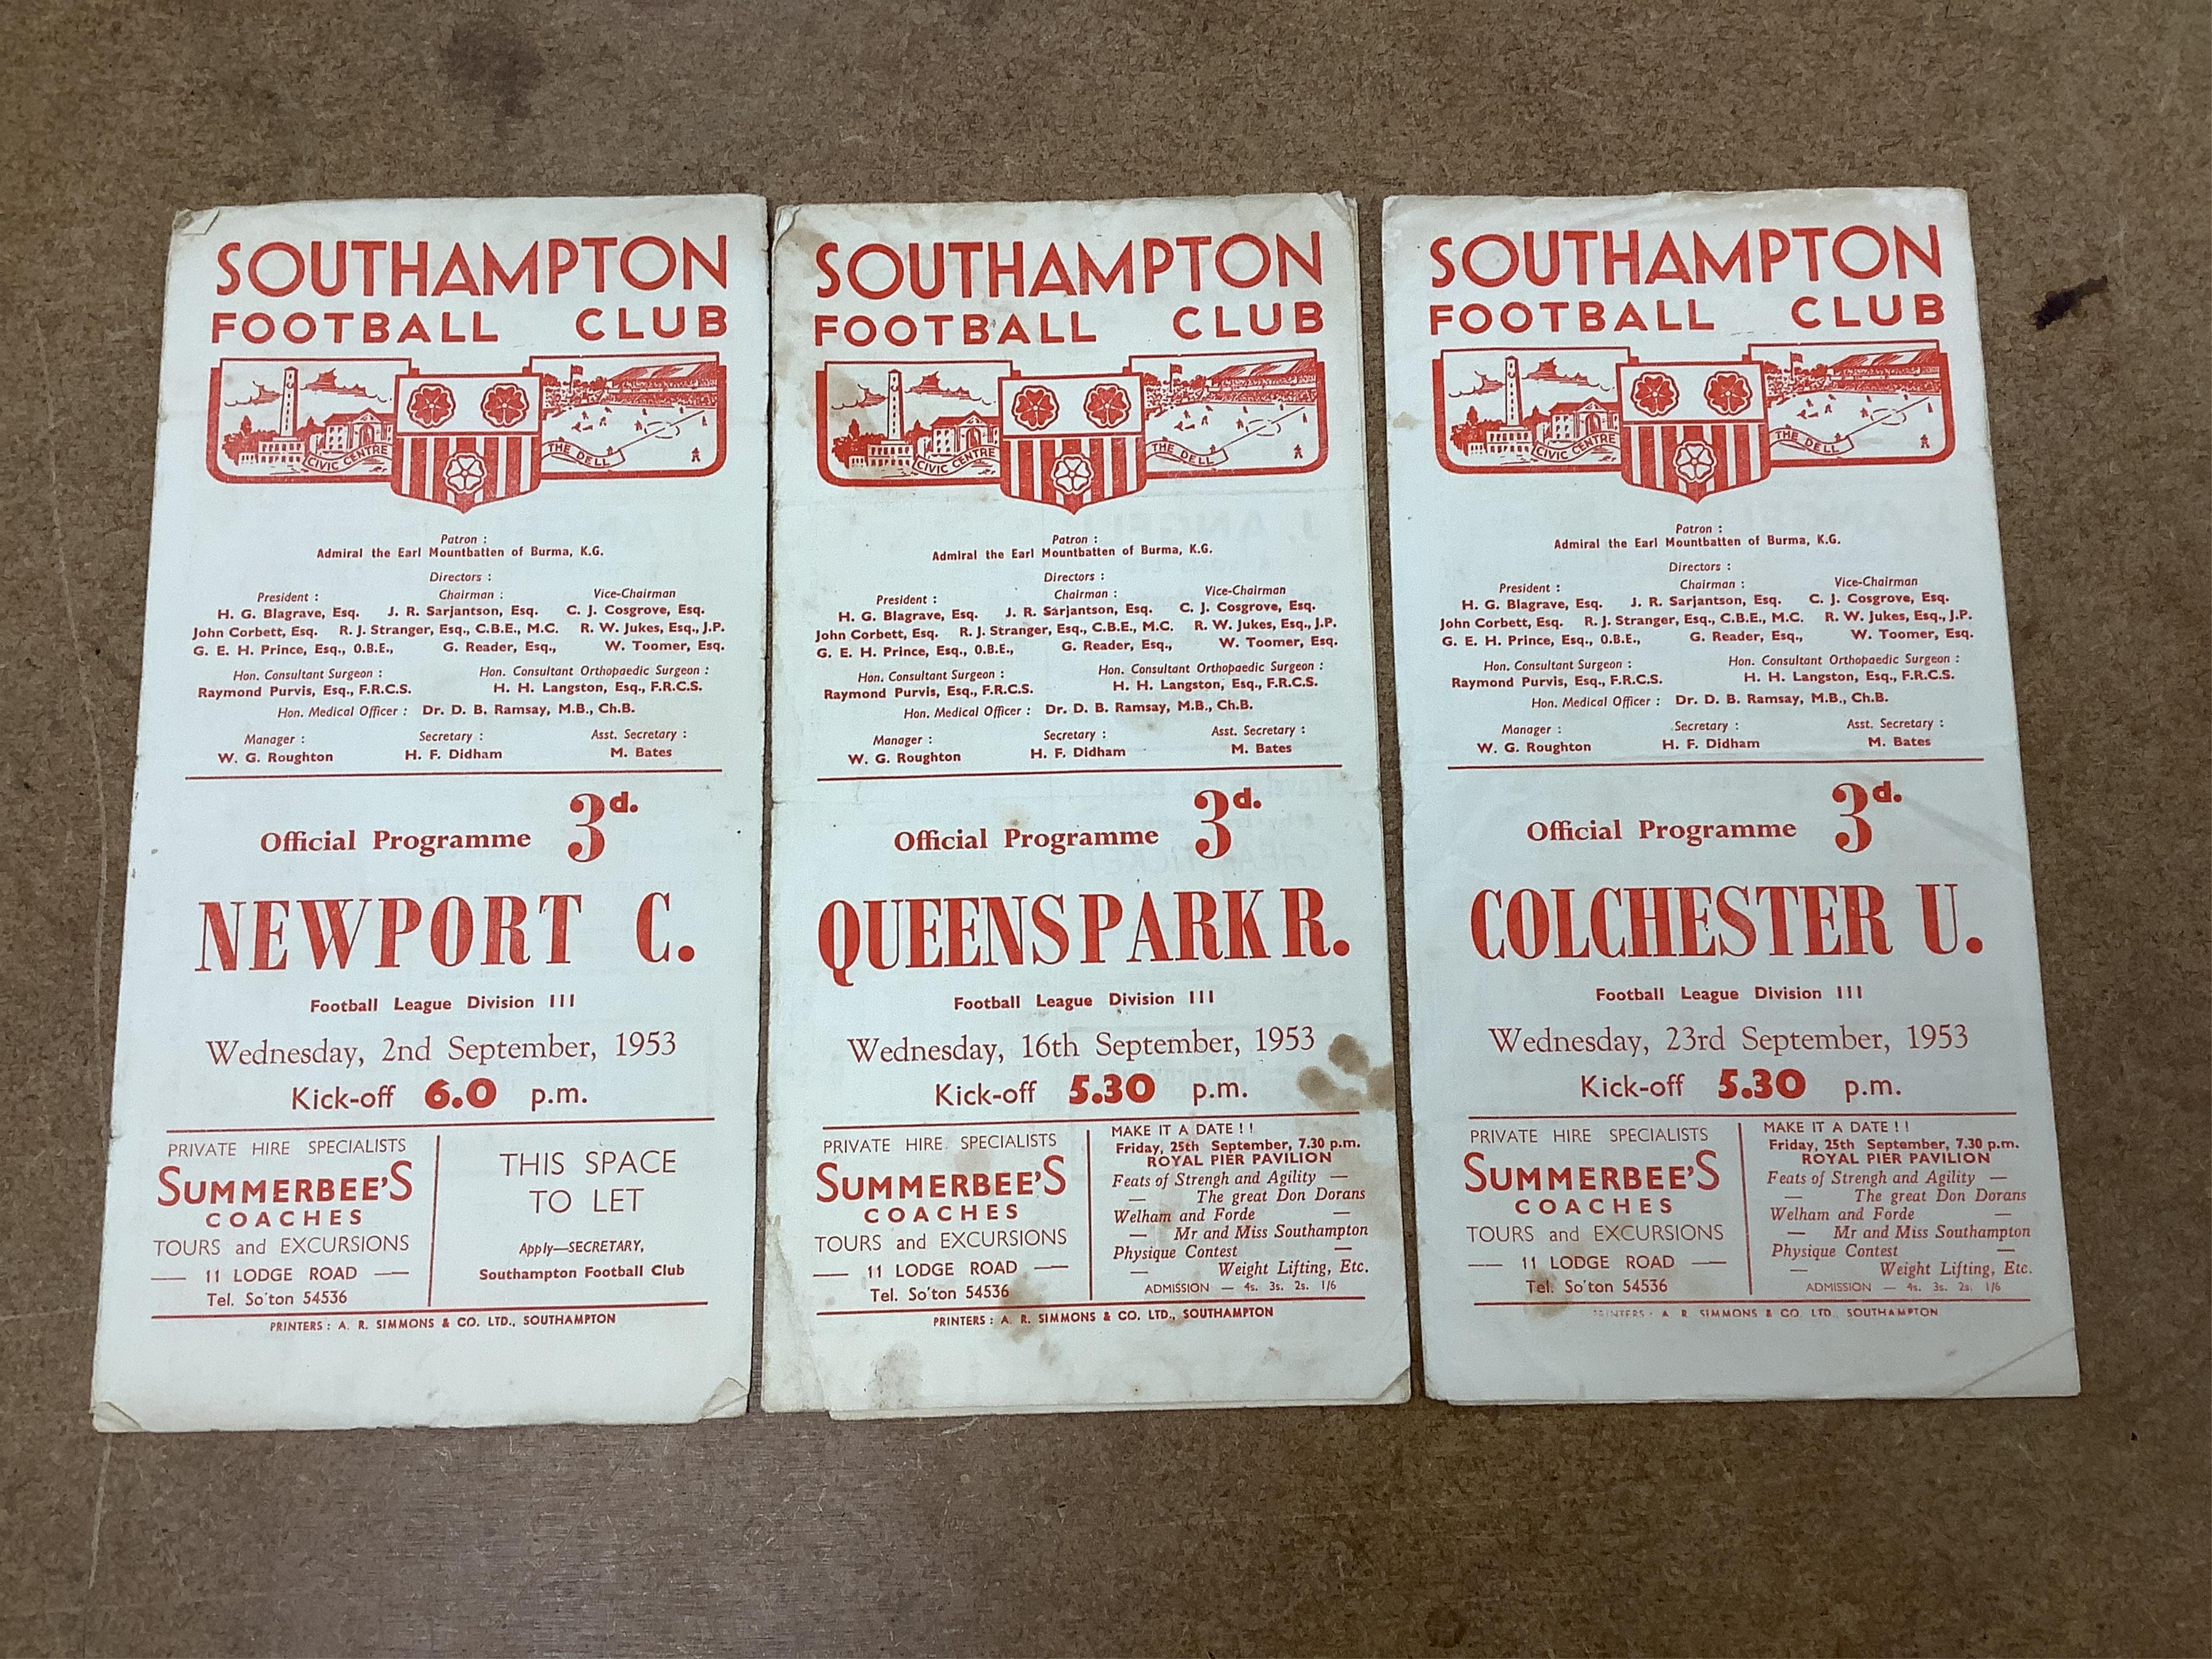 SOUTHAMPTON
FOOTBALL CLUB
CIVIC CENTRE
THE DELL
Patron :
Admiral the Earl Mountbatten of Burma, K.G.
Directors :
President : Chairman : Vice-Chairman
H. G. Blagrave, Esq. J. R. Sarjantson, Esq. C. J. Cosgrove, Esq.
John Corbett, Esq. R. J. Stranger, Esq., C.B.E., M.C. R. W. Jukes, Esq., J.P.
G. E. H. Prince, Esq., O.B.E., G. Reader, Esq., W. Toomer, Esq.
Hon. Consultant Surgeon : Hon. Consultant Orthopaedic Surgeon :
Raymond Purvis, Esq., F.R.C.S. H. H. Langston, Esq., F.R.C.S.
Hon. Medical Officer : Dr. D. B. Ramsay, M.B., Ch.B.
Manager : Secretary : Asst. Secretary :
W. G. Roughton H. F. Didham M. Bates
Official Programme 3d.
NEWPORT C.
Football League Division III
Wednesday, 2nd September, 1953
Kick-off 6.0 p.m.
PRIVATE HIRE SPECIALISTS
SUMMERBEE'S
COACHES
TOURS and EXCURSIONS
11 LODGE ROAD
Tel. So'ton 54536
THIS SPACE
TO LET
Apply—SECRETARY,
Southampton Football Club
PRINTERS : A. R. SIMMONS & CO. LTD., SOUTHAMPTON
SOUTHAMPTON
FOOTBALL CLUB
CIVIC CENTRE
THE DELL
Patron :
Admiral the Earl Mountbatten of Burma, K.G.
Directors :
President : Chairman : Vice-Chairman
H. G. Blagrave, Esq. J. R. Sarjantson, Esq. C. J. Cosgrove, Esq.
John Corbett, Esq. R. J. Stranger, Esq., C.B.E., M.C. R. W. Jukes, Esq., J.P.
G. E. H. Prince, Esq., O.B.E., G. Reader, Esq., W. Toomer, Esq.
Hon. Consultant Surgeon : Hon. Consultant Orthopaedic Surgeon :
Raymond Purvis, Esq., F.R.C.S. H. H. Langston, Esq., F.R.C.S.
Hon. Medical Officer : Dr. D. B. Ramsay, M.B., Ch.B.
Manager : Secretary : Asst. Secretary :
W. G. Roughton H. F. Didham M. Bates
Official Programme 3d.
QUEENS PARK R.
Football League Division III
Wednesday, 16th September, 1953
Kick-off 5.30 p.m.
PRIVATE HIRE SPECIALISTS
SUMMERBEE'S
COACHES
TOURS and EXCURSIONS
11 LODGE ROAD
Tel. So'ton 54536
MAKE IT A DATE ! !
Friday, 25th September, 7.30 p.m.
ROYAL PIER PAVILION
Feats of Strengh and Agility —
— The great Don Dorans
Welham and Forde —
— Mr and Miss Southampton
Physique Contest —
— Weight Lifting, Etc.
ADMISSION — 4s. 3s. 2s. 1/6
PRINTERS : A. R. SIMMONS & CO. LTD., SOUTHAMPTON
SOUTHAMPTON
FOOTBALL CLUB
CIVIC CENTRE
THE DELL
Patron :
Admiral the Earl Mountbatten of Burma, K.G.
Directors :
President : Chairman : Vice-Chairman
H. G. Blagrave, Esq. J. R. Sarjantson, Esq. C. J. Cosgrove, Esq.
John Corbett, Esq. R. J. Stranger, Esq., C.B.E., M.C. R. W. Jukes, Esq., J.P.
G. E. H. Prince, Esq., O.B.E., G. Reader, Esq., W. Toomer, Esq.
Hon. Consultant Surgeon : Hon. Consultant Orthopaedic Surgeon :
Raymond Purvis, Esq., F.R.C.S. H. H. Langston, Esq., F.R.C.S.
Hon. Medical Officer : Dr. D. B. Ramsay, M.B., Ch.B.
Manager : Secretary : Asst. Secretary :
W. G. Roughton H. F. Didham M. Bates
Official Programme 3d.
COLCHESTER U.
Football League Division III
Wednesday, 23rd September, 1953
Kick-off 5.30 p.m.
PRIVATE HIRE SPECIALISTS
SUMMERBEE'S
COACHES
TOURS and EXCURSIONS
11 LODGE ROAD
Tel. So'ton 54536
MAKE IT A DATE ! !
Friday, 25th September, 7.30 p.m.
ROYAL PIER PAVILION
Feats of Strengh and Agility —
— The great Don Dorans
Welham and Forde —
— Mr and Miss Southampton
Physique Contest —
— Weight Lifting, Etc.
ADMISSION — 4s. 3s. 2s. 1/6
PRINTERS : A. R. SIMMONS & CO. LTD., SOUTHAMPTON